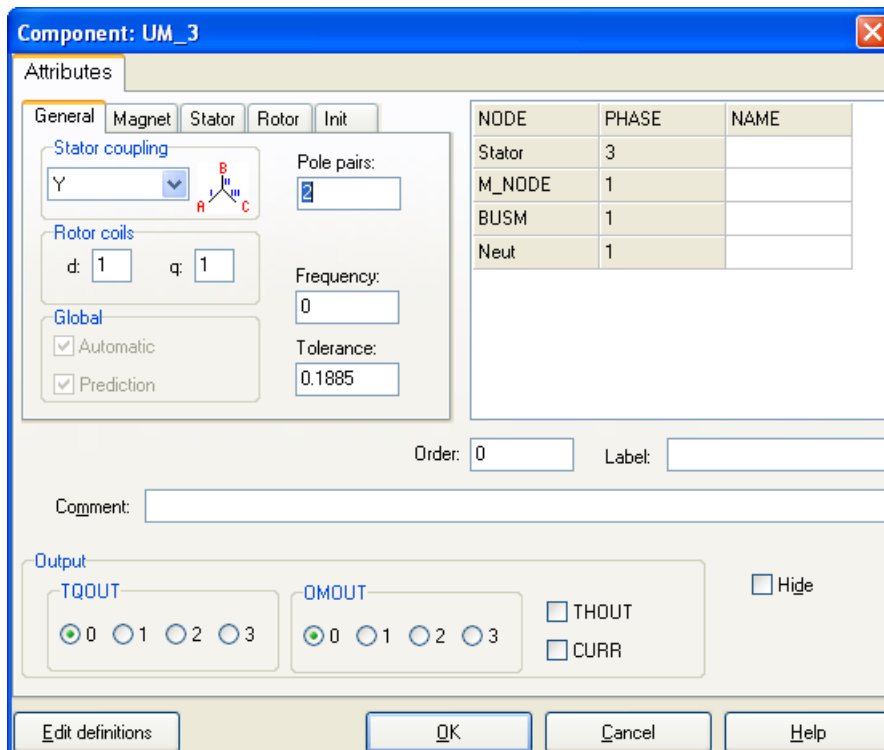 Component: UM_3
Attributes
General Magnet Stator Rotor Init
Stator coupling
Y
B
I II III
A C
Pole pairs:
2
Rotor coils
d: 1 q: 1
Frequency:
0
Global
Automatic
Prediction
Tolerance:
0.1885
NODE PHASE NAME
Stator 3
M_NODE 1
BUSM 1
Neut 1
Order: 0 Label:
Comment:
Output
TQOUT
0 1 2 3
OMOUT
0 1 2 3
THOUT
CURR
Hide
Edit definitions OK Cancel Help